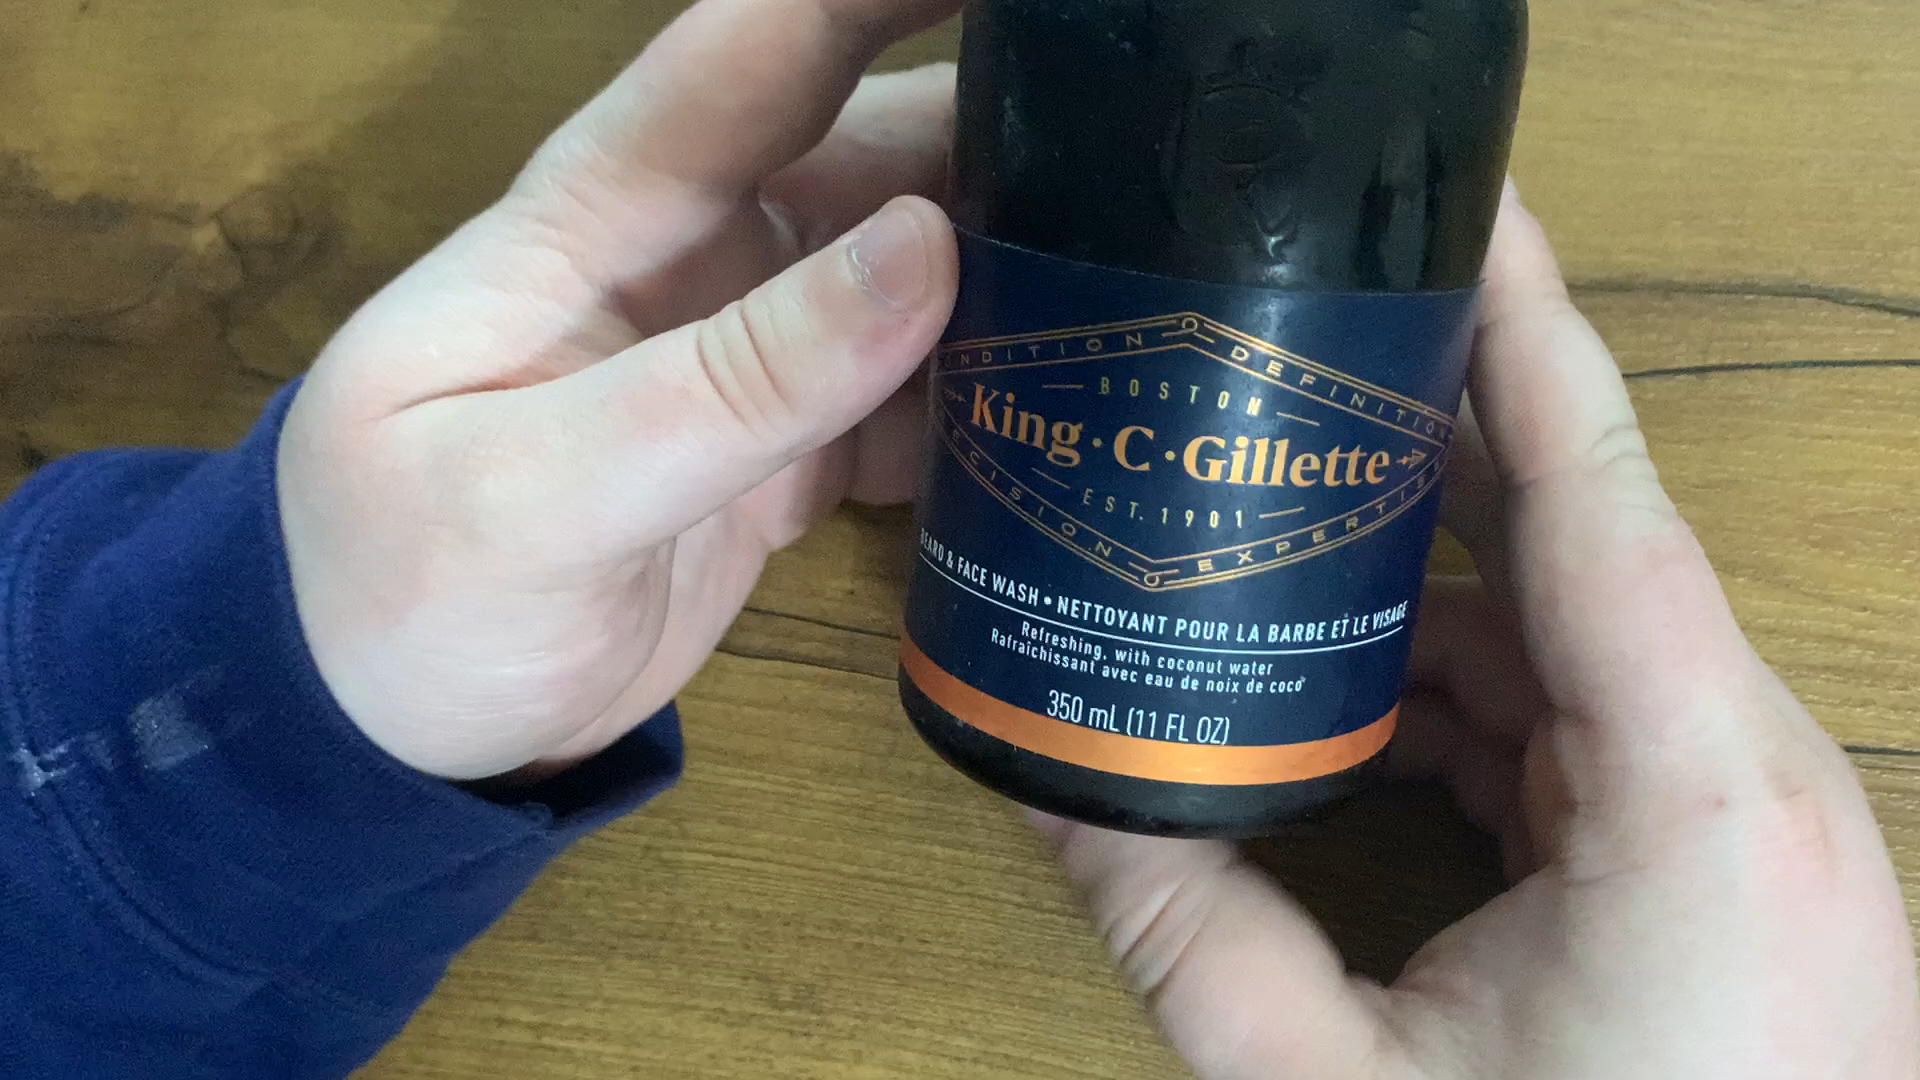 CONDITION DEFINITION
BOSTON
King·C·Gillette
EST. 1901
PRECISION EXPERTISE
BEARD & FACE WASH • NETTOYANT POUR LA BARBE ET LE VISAGE
Refreshing, with coconut water
Rafraîchissant avec eau de noix de coco
350 mL (11 FL OZ)